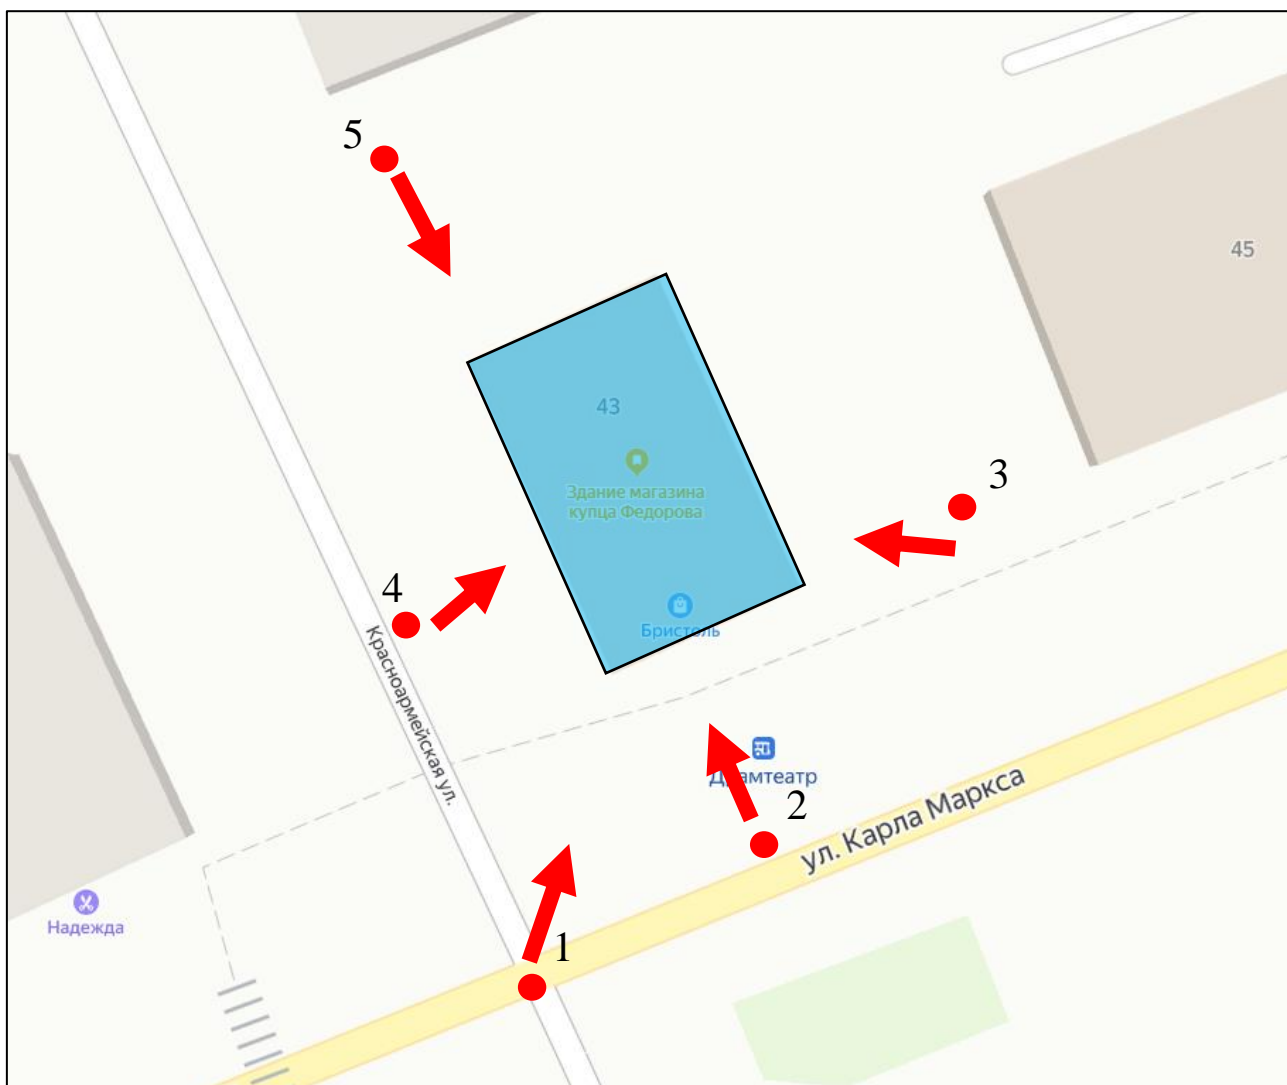 5
45
43
Здание магазина
купца Федорова
3
4
Бристоль
Красноармейская ул.
Драмтеатр
2
ул. Карла Маркса
Надежда
1